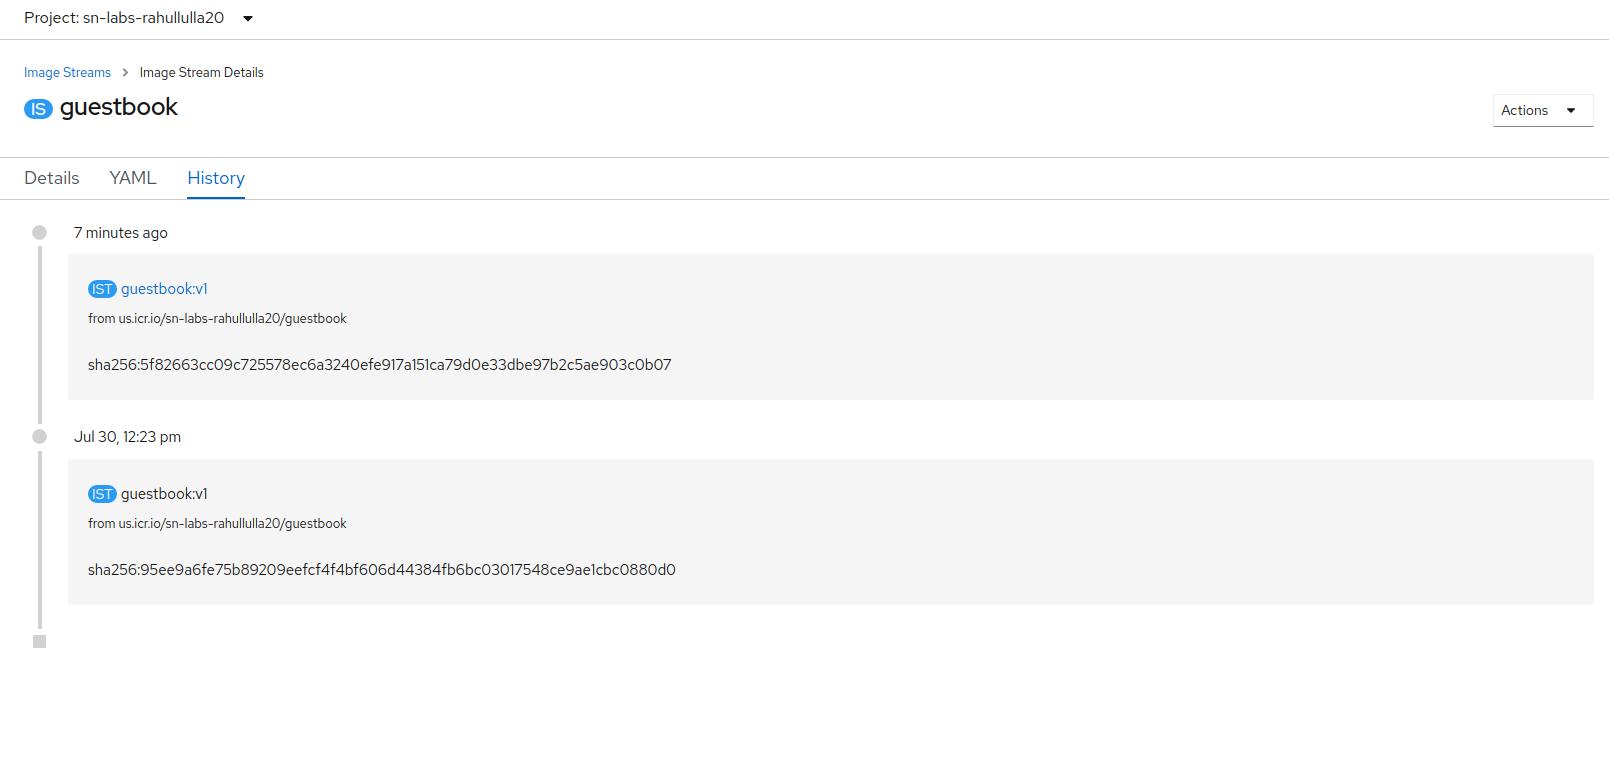 Project: sn-labs-rahullulla20
Image Streams > Image Stream Details
IS guestbook
Actions
Details YAML History
7 minutes ago
IST guestbook:v1
from us.icr.io/sn-labs-rahullulla20/guestbook
sha256:5f82663cc09c725578ec6a3240efe917a151ca79d0e33dbe97b2c5ae903c0b07
Jul 30, 12:23 pm
IST guestbook:v1
from us.icr.io/sn-labs-rahullulla20/guestbook
sha256:95ee9a6fe75b89209eefcf4f4bf606d44384fb6bc03017548ce9ae1cbc0880d0